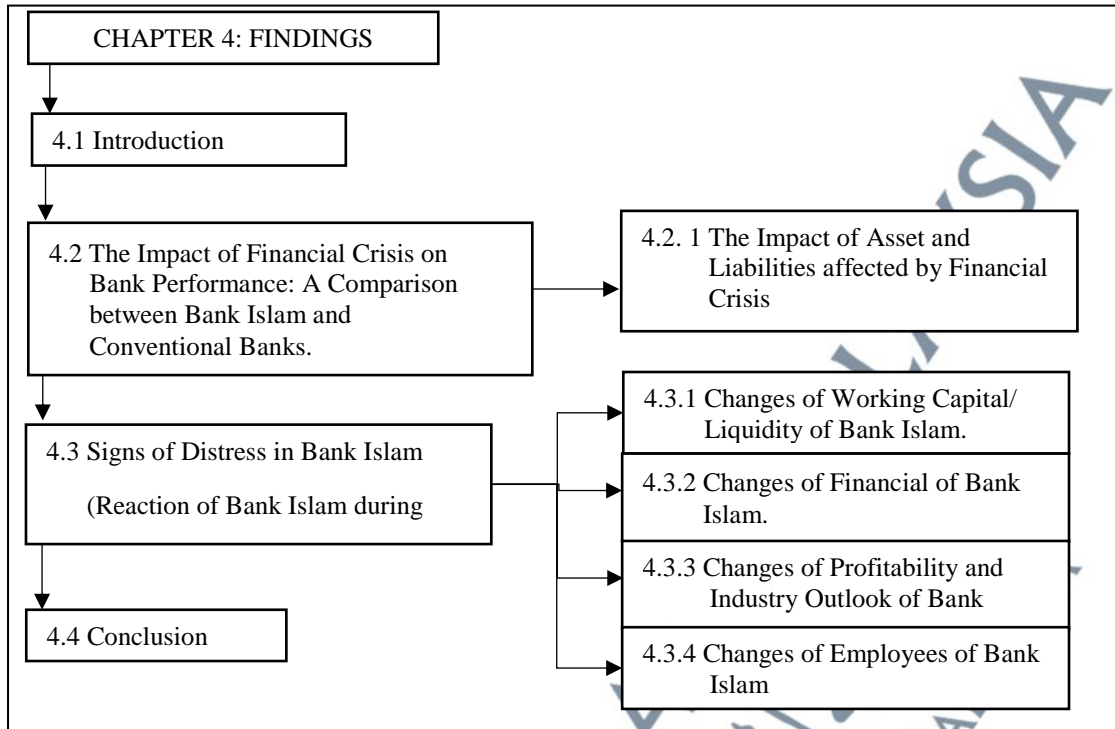 CHAPTER 4: FINDINGS
4.1 Introduction
4.2 The Impact of Financial Crisis on
Bank Performance: A Comparison
between Bank Islam and
Conventional Banks.
4.2. 1 The Impact of Asset and
Liabilities affected by Financial
Crisis
4.3 Signs of Distress in Bank Islam
(Reaction of Bank Islam during
4.3.1 Changes of Working Capital/
Liquidity of Bank Islam.
4.3.2 Changes of Financial of Bank
Islam.
4.3.3 Changes of Profitability and
Industry Outlook of Bank
4.3.4 Changes of Employees of Bank
Islam
4.4 Conclusion